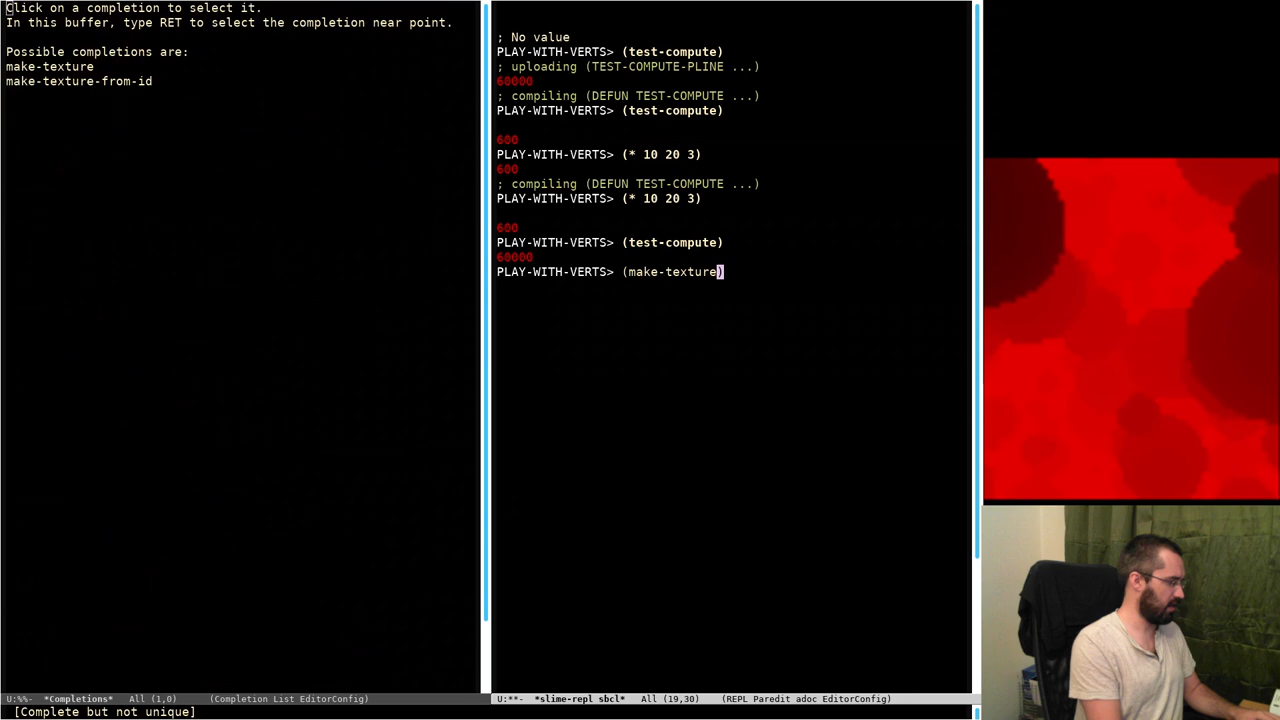 Click on a completion to select it.
In this buffer, type RET to select the completion near point.
Possible completions are:
make-texture
make-texture-from-id
U:%%-  *Completions*   All (1,0)      (Completion List EditorConfig)
[Complete but not unique]
; No value
PLAY-WITH-VERTS> (test-compute)
; uploading (TEST-COMPUTE-PLINE ...)
60000
; compiling (DEFUN TEST-COMPUTE ...)
PLAY-WITH-VERTS> (test-compute)
600
PLAY-WITH-VERTS> (* 10 20 3)
600
; compiling (DEFUN TEST-COMPUTE ...)
PLAY-WITH-VERTS> (* 10 20 3)
600
PLAY-WITH-VERTS> (test-compute)
60000
PLAY-WITH-VERTS> (make-texture)
U:**-  *slime-repl sbcl*   All (19,30)     (REPL Paredit adoc EditorConfig)